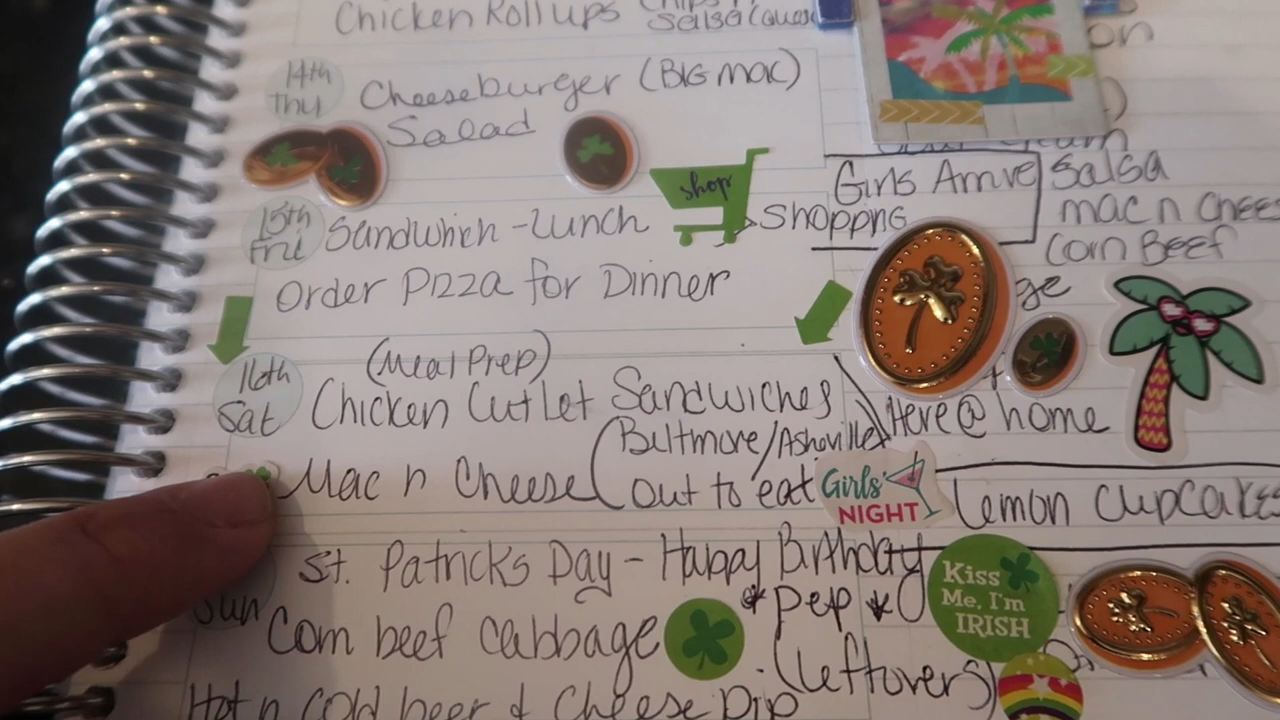 Chicken Roll ups
14th
Thu
Cheeseburger (BIG MAC)
Salad
shop
Girls Arrive
Salsa
mac n chees
Corn Beef
15th
Fri
Sandwhich - Lunch
Shopping
Order Pizza for Dinner
16th
Sat
(Meal Prep)
Chicken Cutlet Sandwiches
Here @ home
Mac n Cheese
(Biltmore/Asheville)
out to eat
Girls'
NIGHT
Lemon Cupcakes
St. Patricks Day - Happy Birthday
Sun
*Pep*
Kiss
Me, I'm
IRISH
Corn beef cabbage
(leftovers)
Hot n cold beer & Cheese Dip